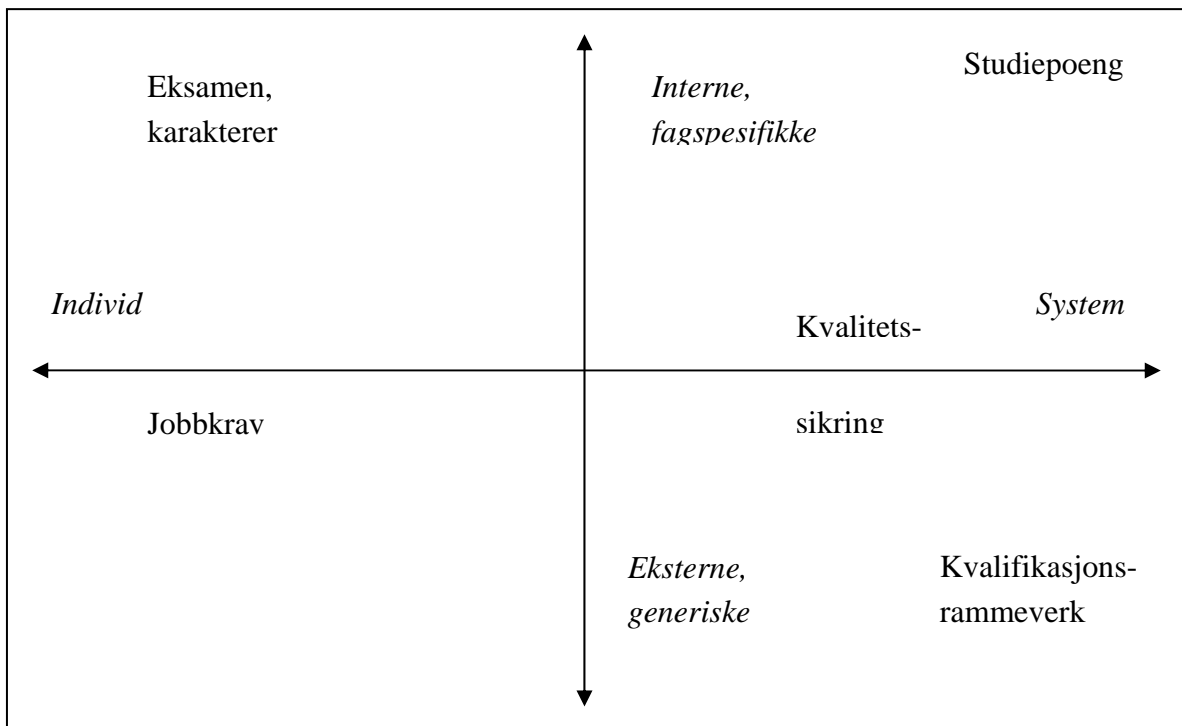 Studiepoeng
Eksamen,
karakterer
Interne,
fagspesifikke
Individ
System
Kvalitets-
Jobbkrav
sikring
Eksterne,
generiske
Kvalifikasjons-
rammeverk